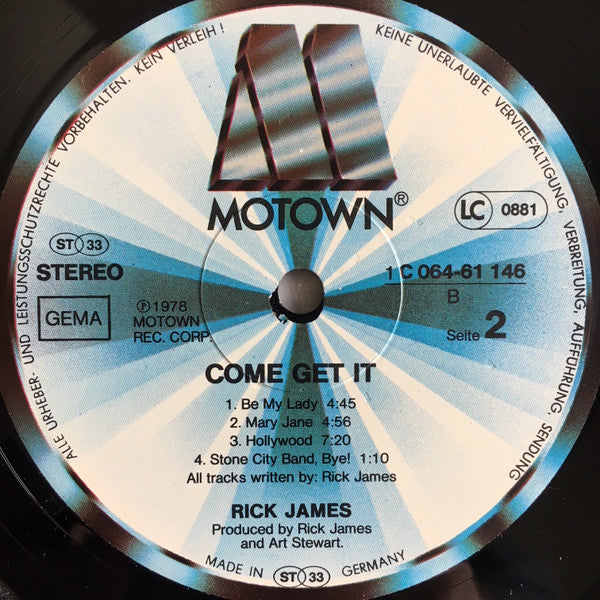 ALLE URHEBER- UND LEISTUNGSSCHUTZRECHTE VORBEHALTEN. KEIN VERLEIH! KEINE UNERLAUBTE VERVIELFÄLTIGUNG, VERBREITUNG, AUFFÜHRUNG, SENDUNG
MOTOWN®
LC 0881
ST 33
STEREO
1 C 064-61 146
B
GEMA
℗ 1978
MOTOWN
REC. CORP.
Seite 2
COME GET IT
1. Be My Lady 4:45
2. Mary Jane 4:56
3. Hollywood 7:20
4. Stone City Band, Bye! 1:10
All tracks written by: Rick James
RICK JAMES
Produced by Rick James
and Art Stewart.
MADE IN GERMANY
ST 33